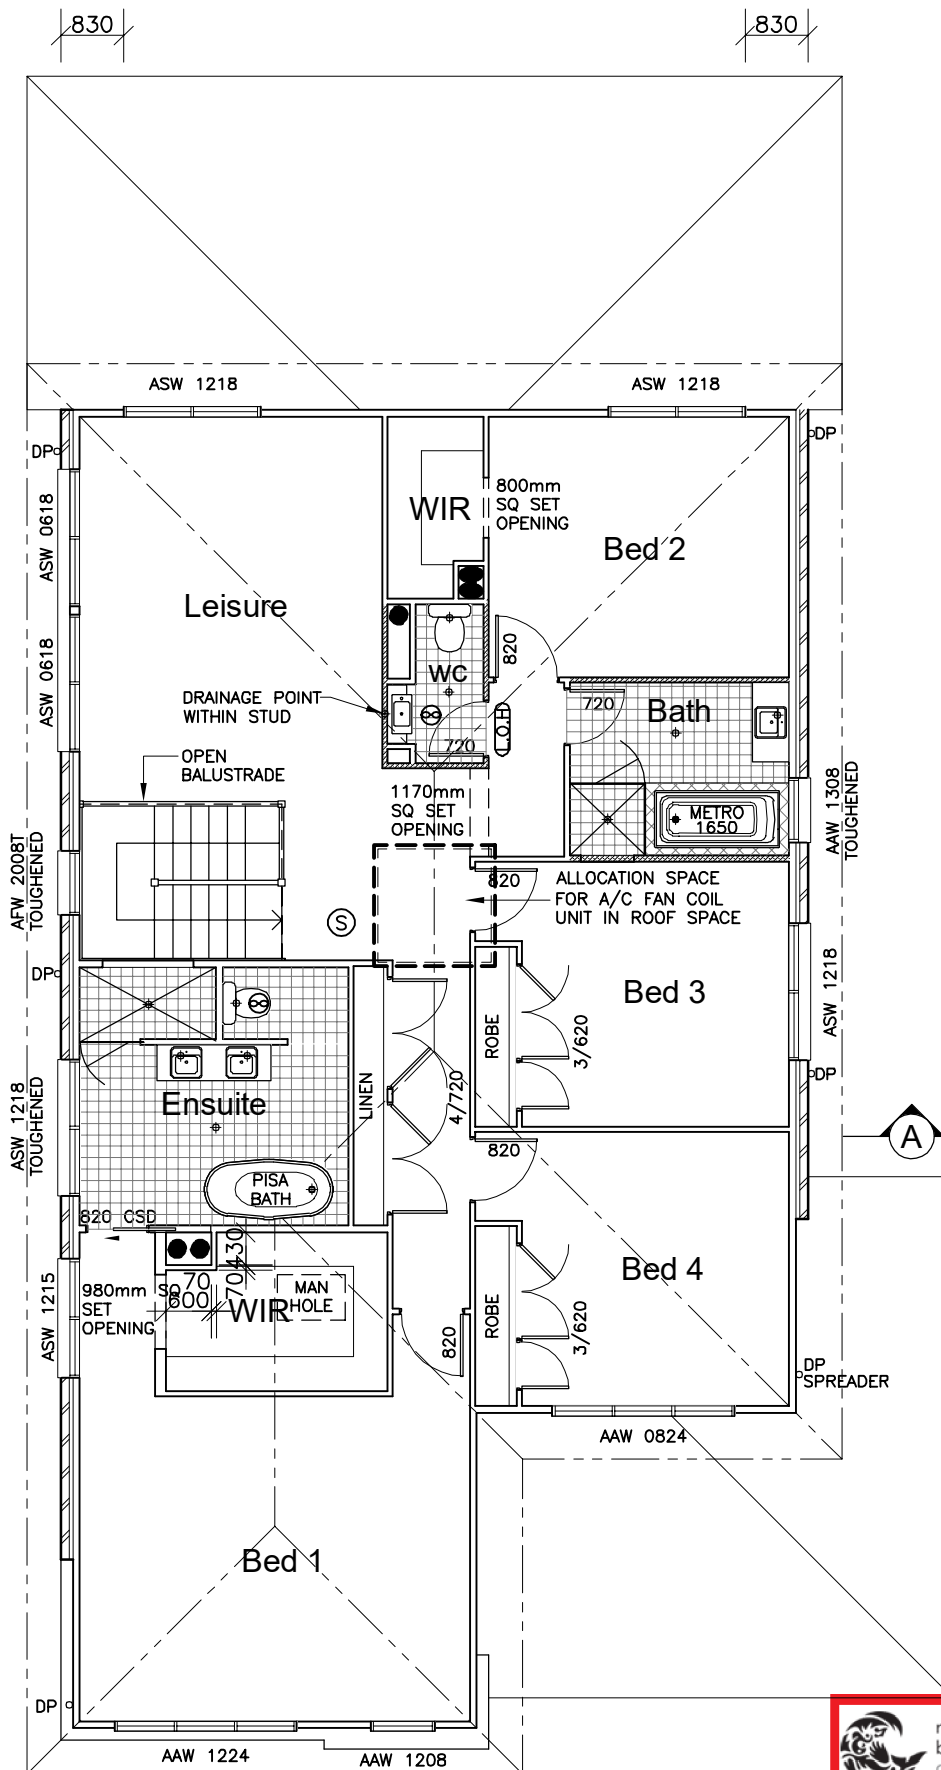 830
830
ASW 1218
ASW 1218
DP
DP
ASW 0618
WIR
800mm
SQ SET
OPENING
Bed 2
Leisure
ASW 0618
820
WC
DRAINAGE POINT
WITHIN STUD
720
L.O.H
720
Bath
OPEN
BALUSTRADE
1170mm
SQ SET
OPENING
METRO
1650
AAW 1308
TOUGHENED
AFW 2008T
TOUGHENED
S
820
ALLOCATION SPACE
FOR A/C FAN COIL
UNIT IN ROOF SPACE
DP
Bed 3
ASW 1218
ROBE
3/620
DP
LINEN
4/720
Ensuite
ASW 1218
TOUGHENED
820
A
PISA
BATH
820 CSD
430
70
70
600
980mm SQ
SET
OPENING
WIR
MAN
HOLE
ASW 1215
820
ROBE
3/620
Bed 4
DP
SPREADER
AAW 0824
Bed 1
DP
AAW 1224
AAW 1208